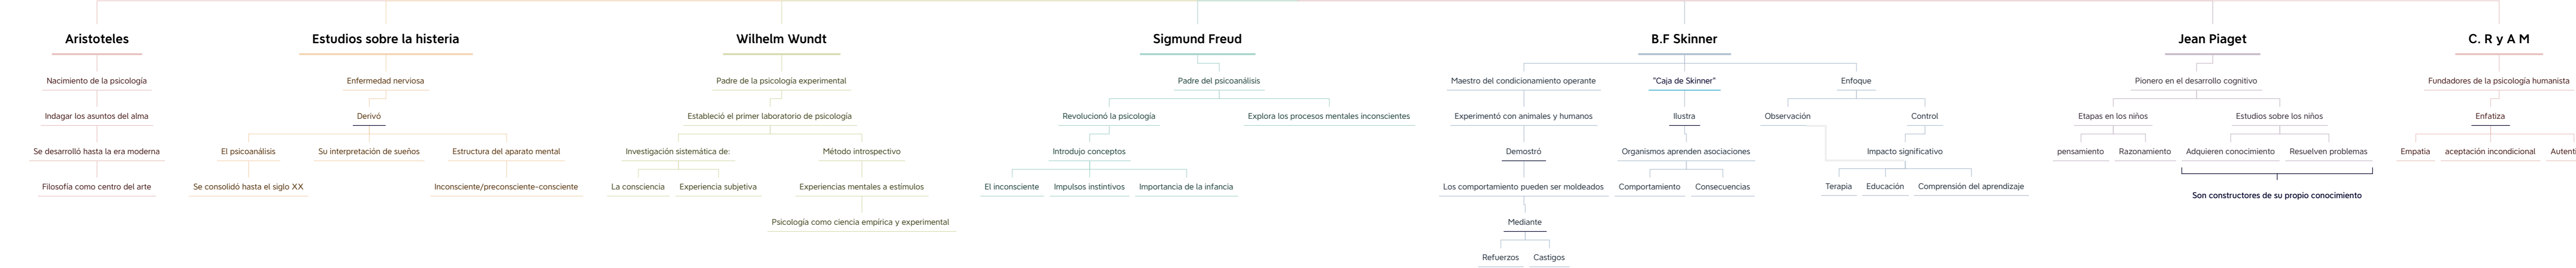 Aristoteles
Nacimiento de la psicología
Indagar los asuntos del alma
Se desarrolló hasta la era moderna
Filosofía como centro del arte
Estudios sobre la histeria
Enfermedad nerviosa
Derivó
El psicoanálisis
Su interpretación de sueños
Estructura del aparato mental
Se consolidó hasta el siglo XX
Inconsciente/preconsciente-consciente
Wilhelm Wundt
Padre de la psicología experimental
Estableció el primer laboratorio de psicología
Investigación sistemática de:
Método introspectivo
La consciencia
Experiencia subjetiva
Experiencias mentales a estímulos
Psicología como ciencia empírica y experimental
Sigmund Freud
Padre del psicoanálisis
Revolucionó la psicología
Explora los procesos mentales inconscientes
Introdujo conceptos
El inconsciente
Impulsos instintivos
Importancia de la infancia
B.F Skinner
Maestro del condicionamiento operante
"Caja de Skinner"
Enfoque
Experimentó con animales y humanos
Ilustra
Observación
Control
Demostró
Organismos aprenden asociaciones
Impacto significativo
Los comportamiento pueden ser moldeados
Comportamiento
Consecuencias
Terapia
Educación
Comprensión del aprendizaje
Mediante
Refuerzos
Castigos
Jean Piaget
Pionero en el desarrollo cognitivo
Etapas en los niños
Estudios sobre los niños
pensamiento
Razonamiento
Adquieren conocimiento
Resuelven problemas
Son constructores de su propio conocimiento
C. R y A M
Fundadores de la psicología humanista
Enfatiza
Empatia
aceptación incondicional